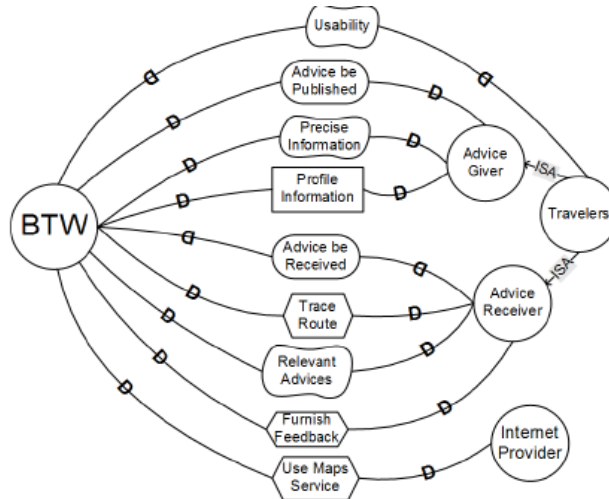 Usability
D
D
Advice be
Published
D
D
Precise
Information
D
D
Advice
Giver
ISA
Profile
Information
D
D
Travelers
BTW
Advice be
Received
D
D
ISA
Trace
Route
D
D
Advice
Receiver
Relevant
Advices
D
D
Furnish
Feedback
D
D
Internet
Provider
Use Maps
Service
D
D